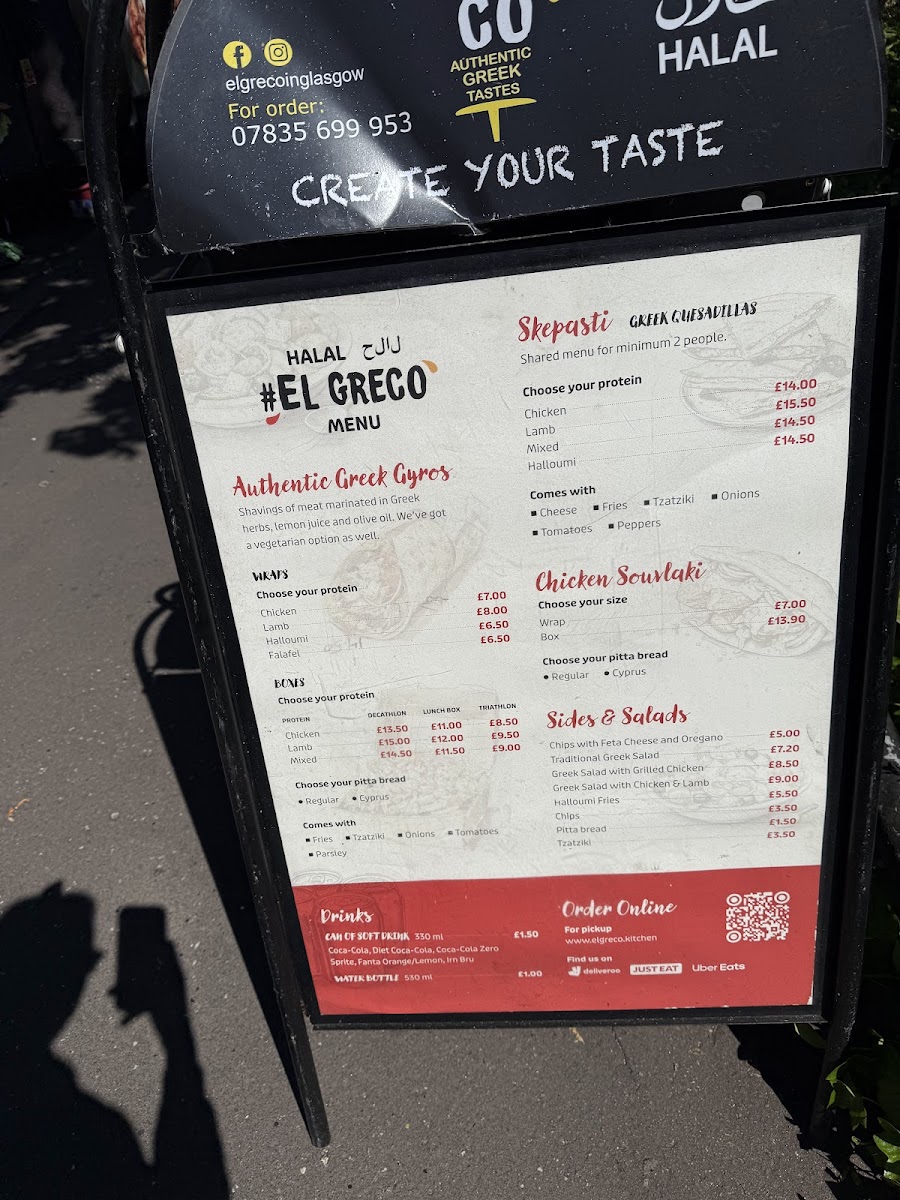 CO
AUTHENTIC
GREEK
TASTES
HALAL
elgrecoinglasgow
For order:
07835 699 953
CREATE YOUR TASTE
HALAL لالح
#EL GRECO
MENU
Authentic Greek Gyros
Shavings of meat marinated in Greek
herbs, lemon juice and olive oil. We've got
a vegetarian option as well.
WRAPS
Choose your protein
Chicken £7.00
Lamb £8.00
Halloumi £6.50
Falafel £6.50
BOXES
Choose your protein
PROTEIN DECATHLON LUNCH BOX TRIATHLON
Chicken £13.50 £11.00 £8.50
Lamb £15.00 £12.00 £9.50
Mixed £14.50 £11.50 £9.00
Choose your pitta bread
• Regular • Cyprus
Comes with
▪ Fries ▪ Tzatziki ▪ Onions ▪ Tomatoes
▪ Parsley
Skepasti GREEK QUESADILLAS
Shared menu for minimum 2 people.
Choose your protein
Chicken £14.00
Lamb £15.50
Mixed £14.50
Halloumi £14.50
Comes with
▪ Cheese ▪ Fries ▪ Tzatziki ▪ Onions
▪ Tomatoes ▪ Peppers
Chicken Souvlaki
Choose your size
Wrap £7.00
Box £13.90
Choose your pitta bread
• Regular • Cyprus
Sides & Salads
Chips with Feta Cheese and Oregano £5.00
Traditional Greek Salad £7.20
Greek Salad with Grilled Chicken £8.50
Greek Salad with Chicken & Lamb £9.00
Halloumi Fries £5.50
Chips £3.50
Pitta bread £1.50
Tzatziki £3.50
Drinks
CAN OF SOFT DRINK 330 ml £1.50
Coca-Cola, Diet Coca-Cola, Coca-Cola Zero
Sprite, Fanta Orange/Lemon, Irn Bru
WATER BOTTLE 530 ml £1.00
Order Online
For pickup
www.elgreco.kitchen
Find us on
deliveroo JUST EAT Uber Eats